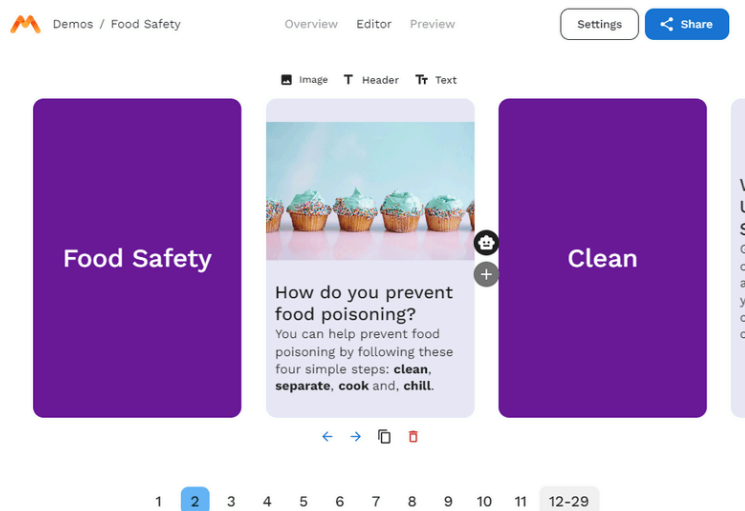 Demos / Food Safety
Overview
Editor
Preview
Settings
Share
Image
Header
Text
Food Safety
How do you prevent
food poisoning?
You can help prevent food
poisoning by following these
four simple steps: clean,
separate, cook and, chill.
Clean
1 2 3 4 5 6 7 8 9 10 11 12-29